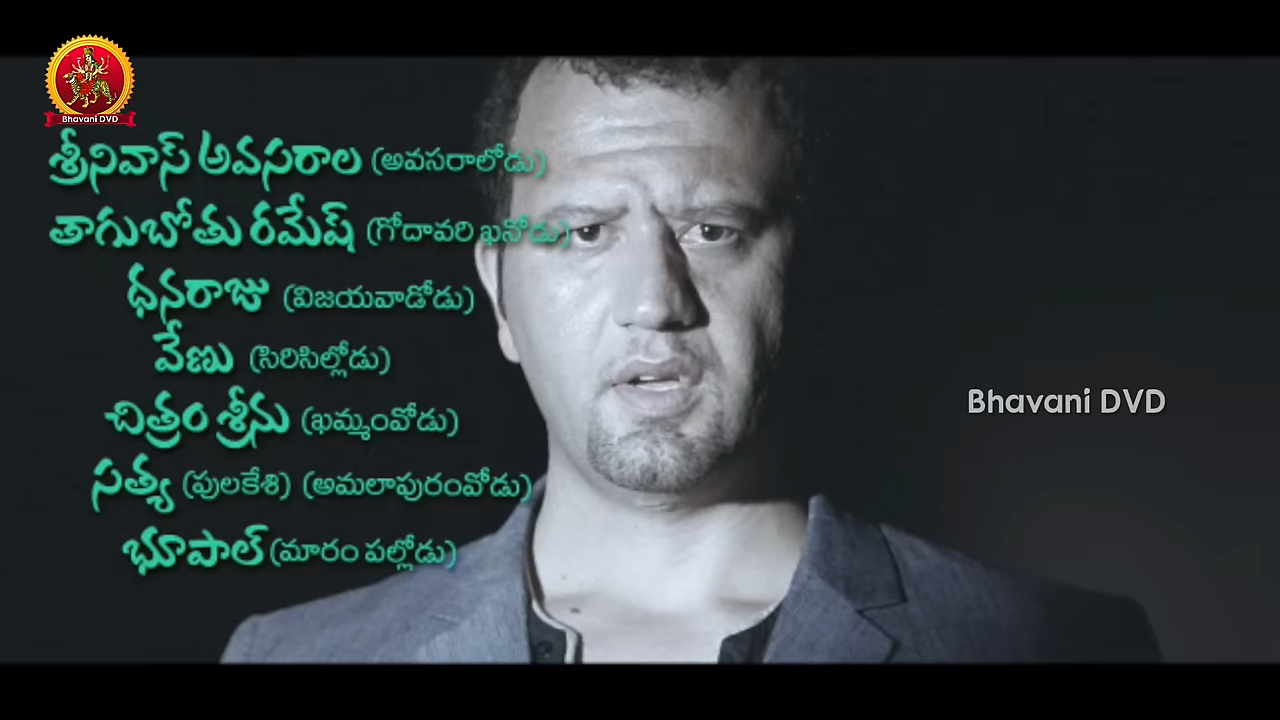 Bhavani DVD
శ్రీనివాస్ అవసరాల (అవసరాలోడు)
తాగుబోతు రమేష్ (గోదావరి ఖనోడు)
ధనరాజు (విజయవాడోడు)
వేణు (సిరిసిల్లోడు)
Bhavani DVD
చిత్రం శ్రీను (ఖమ్మంవోడు)
సత్య (పులకేశి) (అమలాపురంవోడు)
భూపాల్ (మారం పల్లోడు)